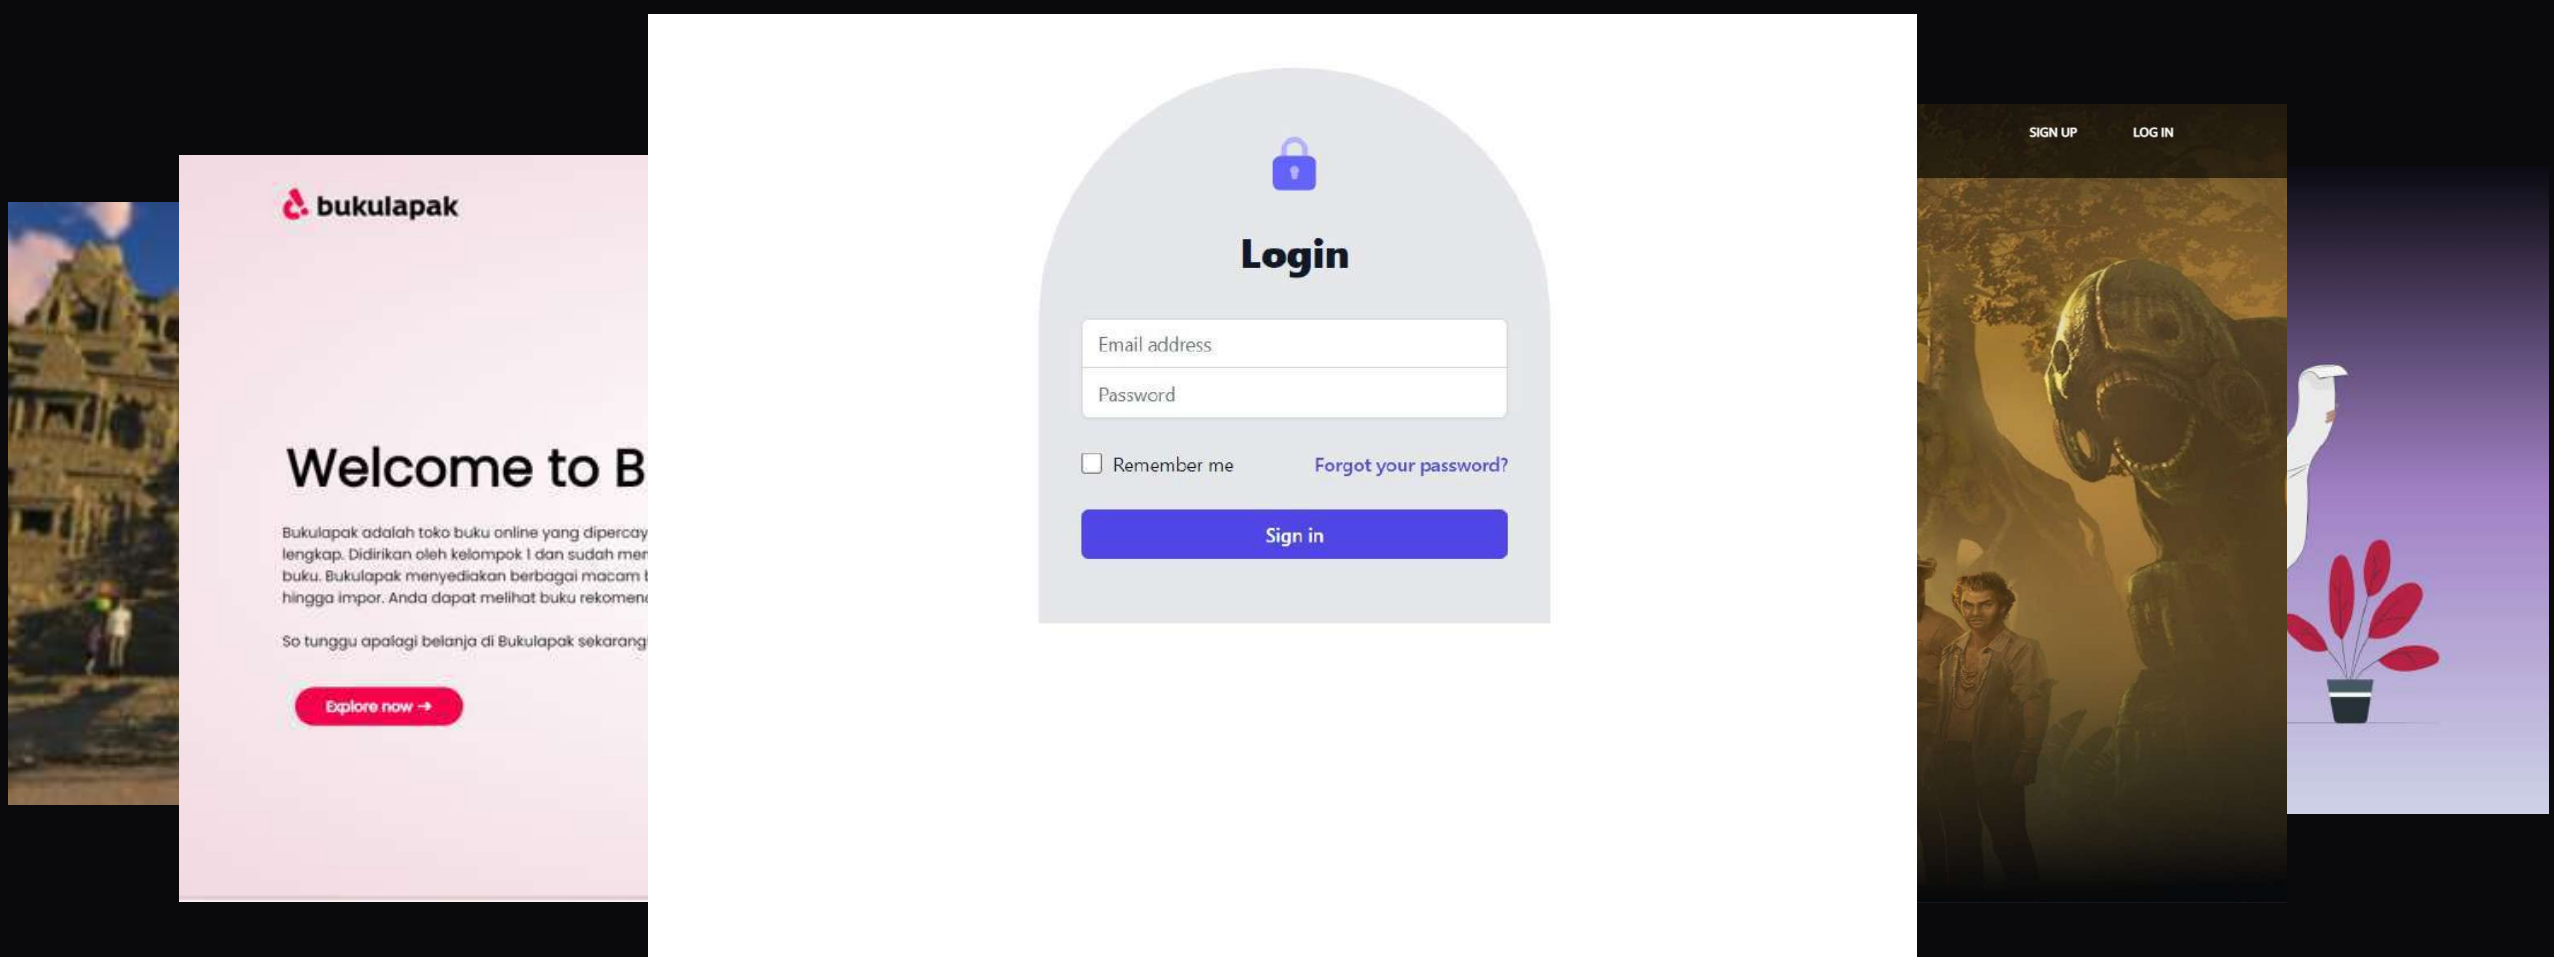 bukulapak
Welcome to B
Bukulapak adalah toko buku online yang dipercay
lengkap. Didirikan oleh kelompok 1 dan sudah mer
buku. Bukulapak menyediakan berbagai macam b
hingga impor. Anda dapat melihat buku rekomend
So tunggu apalagi belanja di Bukulapak sekarang!
Explore now →
Login
Email address
Password
Remember me
Forgot your password?
Sign in
SIGN UP
LOG IN